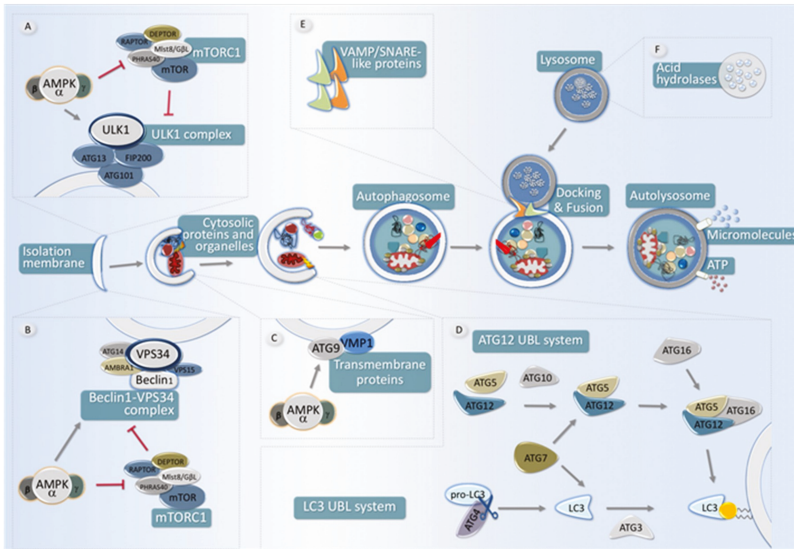 A
RAPTOR
DEPTOR
Mlst8/GβL
mTORC1
PHRAS40
mTOR
β
AMPK
α
γ
ULK1
ULK1 complex
ATG13
FIP200
ATG101
E
VAMP/SNARE-
like proteins
Lysosome
F
Acid
hydrolases
Isolation
membrane
Cytosolic
proteins and
organelles
Autophagosome
Docking
& Fusion
Autolysosome
Micromolecules
ATP
B
ATG14
VPS34
AMBRA1
VPS15
Beclin1
Beclin1-VPS34
complex
β
AMPK
α
γ
RAPTOR
DEPTOR
Mlst8/GβL
PHRAS40
mTOR
mTORC1
C
ATG9
VMP1
Transmembrane
proteins
β
AMPK
α
γ
LC3 UBL system
D
ATG12 UBL system
ATG16
ATG5
ATG12
ATG10
ATG5
ATG12
ATG5
ATG16
ATG12
ATG7
pro-LC3
ATG4
LC3
ATG3
LC3